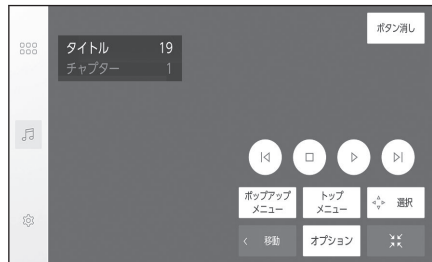 ボタン消し
タイトル 19
チャプター 1
ポップアップ
メニュー
トップ
メニュー
選択
移動
オプション